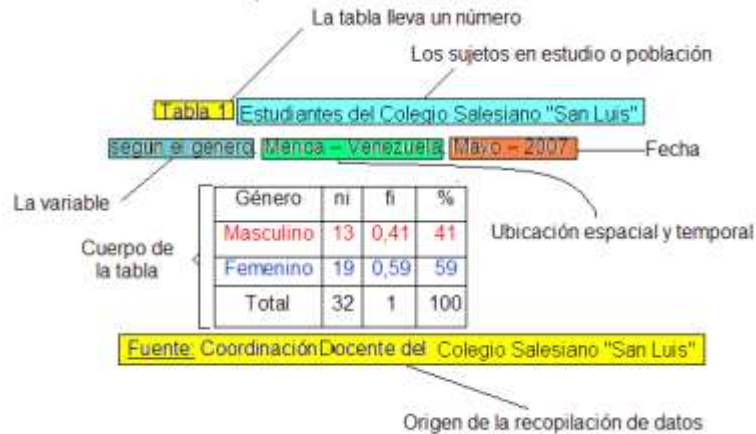 La tabla lleva un número
Los sujetos en estudio o población
Tabla 1 Estudiantes del Colegio Salesiano "San Luis"
según el género Mérida – Venezuela Mayo – 2007 Fecha
La variable
Ubicación espacial y temporal
Cuerpo de
la tabla
Género ni fi %
Masculino 13 0,41 41
Femenino 19 0,59 59
Total 32 1 100
Fuente: Coordinación Docente del Colegio Salesiano "San Luis"
Origen de la recopilación de datos